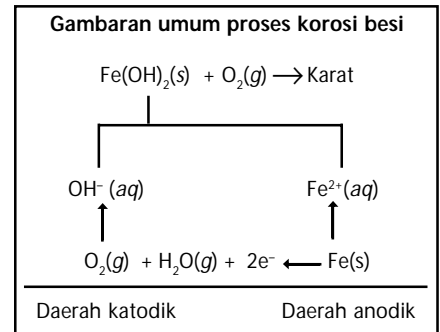 Gambaran umum proses korosi besi
Fe(OH)₂(s) + O₂(g) → Karat
OH⁻ (aq) Fe²⁺(aq)
O₂(g) + H₂O(g) + 2e⁻ ← Fe(s)
Daerah katodik Daerah anodik